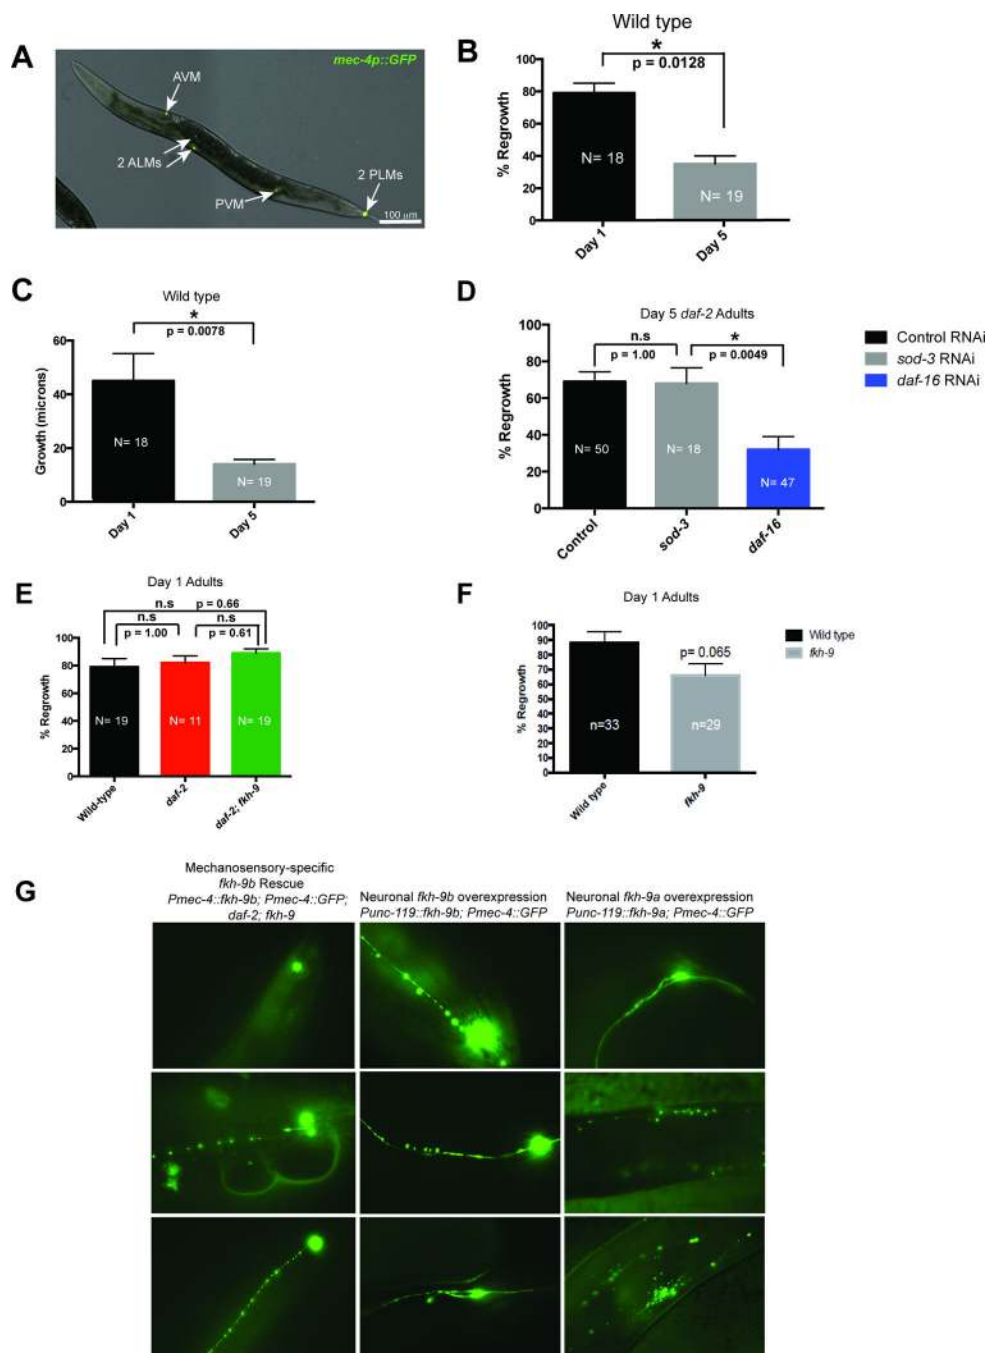 A
mec-4p::GFP
AVM
2 ALMs
PVM
2 PLMs
100 μm
B
Wild type
*
p = 0.0128
% Regrowth
100
80
60
40
20
0
N= 18
N= 19
Day 1
Day 5
C
Wild type
*
p = 0.0078
Growth (microns)
60
40
20
0
N= 18
N= 19
Day 1
Day 5
D
Day 5 daf-2 Adults
n.s
*
p = 1.00
p = 0.0049
% Regrowth
100
80
60
40
20
0
N= 50
N= 18
N= 47
Control
sod-3
daf-16
Control RNAi
sod-3 RNAi
daf-16 RNAi
E
Day 1 Adults
n.s p = 0.66
n.s
n.s
p = 1.00
p = 0.61
% Regrowth
100
80
60
40
20
0
N= 19
N= 11
N= 19
Wild-type
daf-2
daf-2; fkh-9
F
Day 1 Adults
Wild type
fkh-9
p= 0.065
% Regrowth
100
90
80
70
60
50
40
30
20
10
0
n=33
n=29
Wild type
fkh-9
G
Mechanosensory-specific
fkh-9b Rescue
Pmec-4::fkh-9b; Pmec-4::GFP;
daf-2; fkh-9
Neuronal fkh-9b overexpression
Punc-119::fkh-9b; Pmec-4::GFP
Neuronal fkh-9a overexpression
Punc-119::fkh-9a; Pmec-4::GFP